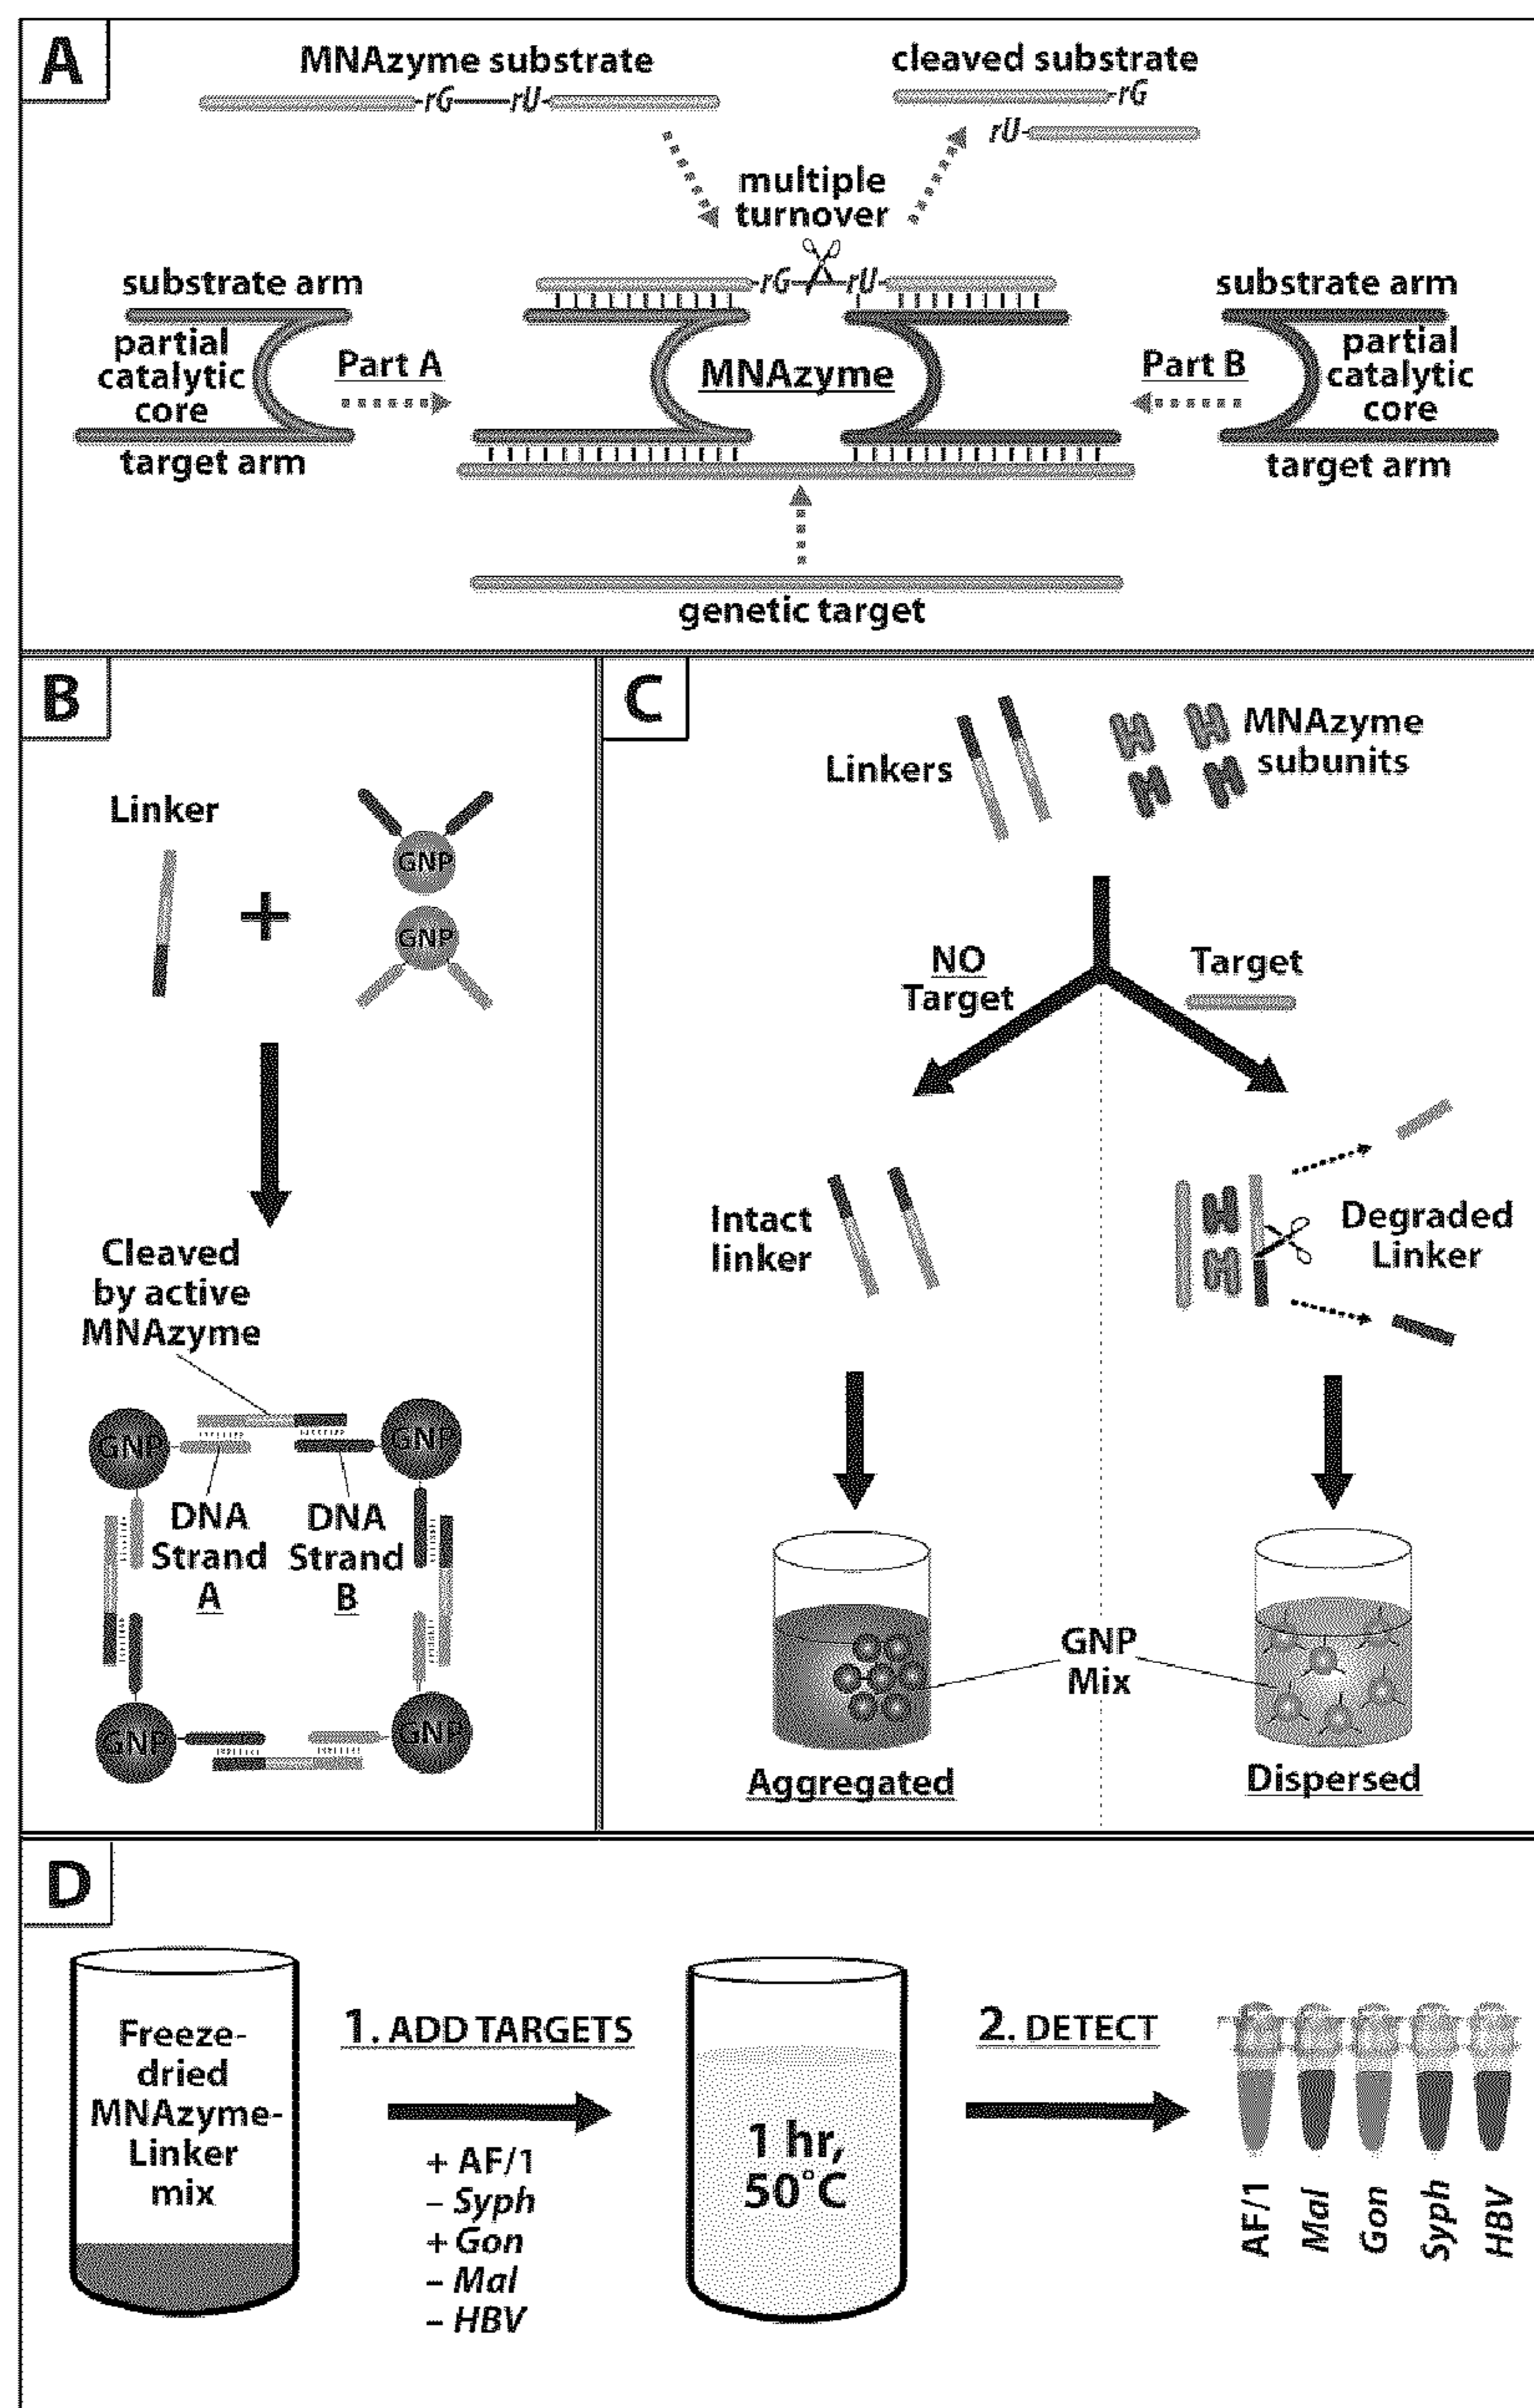 A
MNAzyme substrate
rG rU
cleaved substrate
rG
rU
multiple
turnover
rG rU
substrate arm
partial
catalytic
core
target arm
Part A
MNAzyme
Part B
substrate arm
partial
catalytic
core
target arm
genetic target
B
Linker
+
GNP
GNP
Cleaved
by active
MNAzyme
GNP
GNP
DNA
Strand
A
DNA
Strand
B
GNP
GNP
C
Linkers
MNAzyme
subunits
NO
Target
Target
Intact
linker
Degraded
Linker
GNP
Mix
Aggregated
Dispersed
D
Freeze-
dried
MNAzyme-
Linker
mix
1. ADD TARGETS
+ AF/1
– Syph
+ Gon
– Mal
– HBV
1 hr,
50°C
2. DETECT
AF/1
Mal
Gon
Syph
HBV